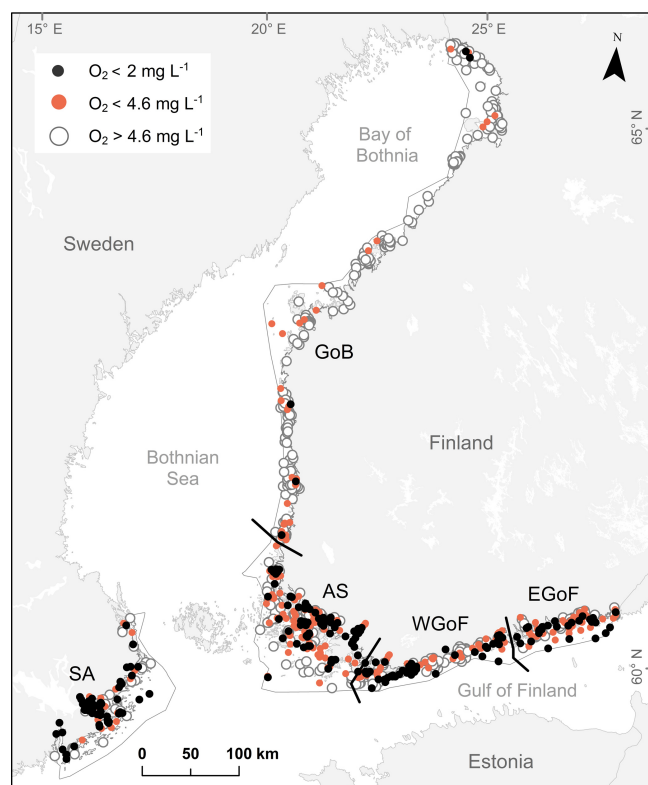 15° E
20° E
25° E
N
O₂ < 2 mg L⁻¹
O₂ < 4.6 mg L⁻¹
O₂ > 4.6 mg L⁻¹
65° N
Bay of
Bothnia
Sweden
GoB
Bothnian
Sea
Finland
AS
WGoF
EGoF
SA
60° N
Gulf of Finland
0 50 100 km
Estonia